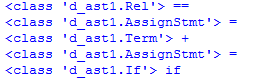 <class 'd_ast1.Rel'> ==
<class 'd_ast1.AssignStmt'> =
<class 'd_ast1.Term'> +
<class 'd_ast1.AssignStmt'> =
<class 'd_ast1.If'> if